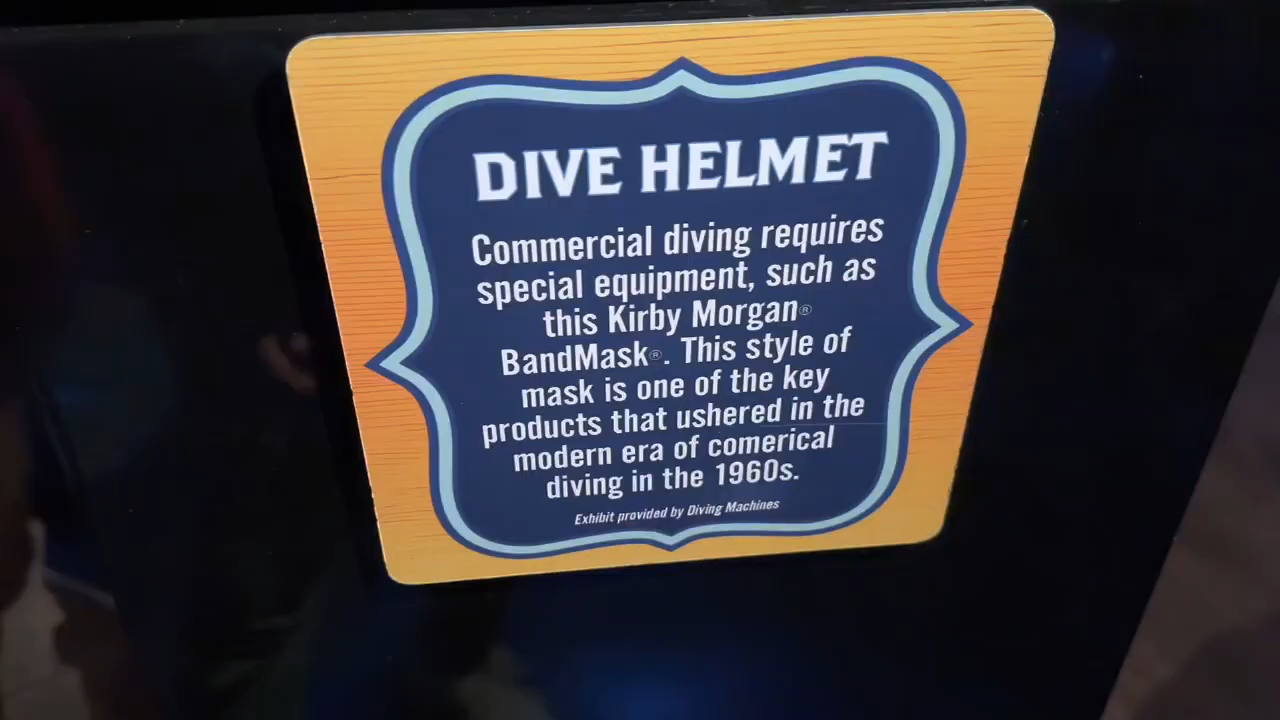 DIVE HELMET
Commercial diving requires
special equipment, such as
this Kirby Morgan®
BandMask®. This style of
mask is one of the key
products that ushered in the
modern era of comerical
diving in the 1960s.
Exhibit provided by Diving Machines